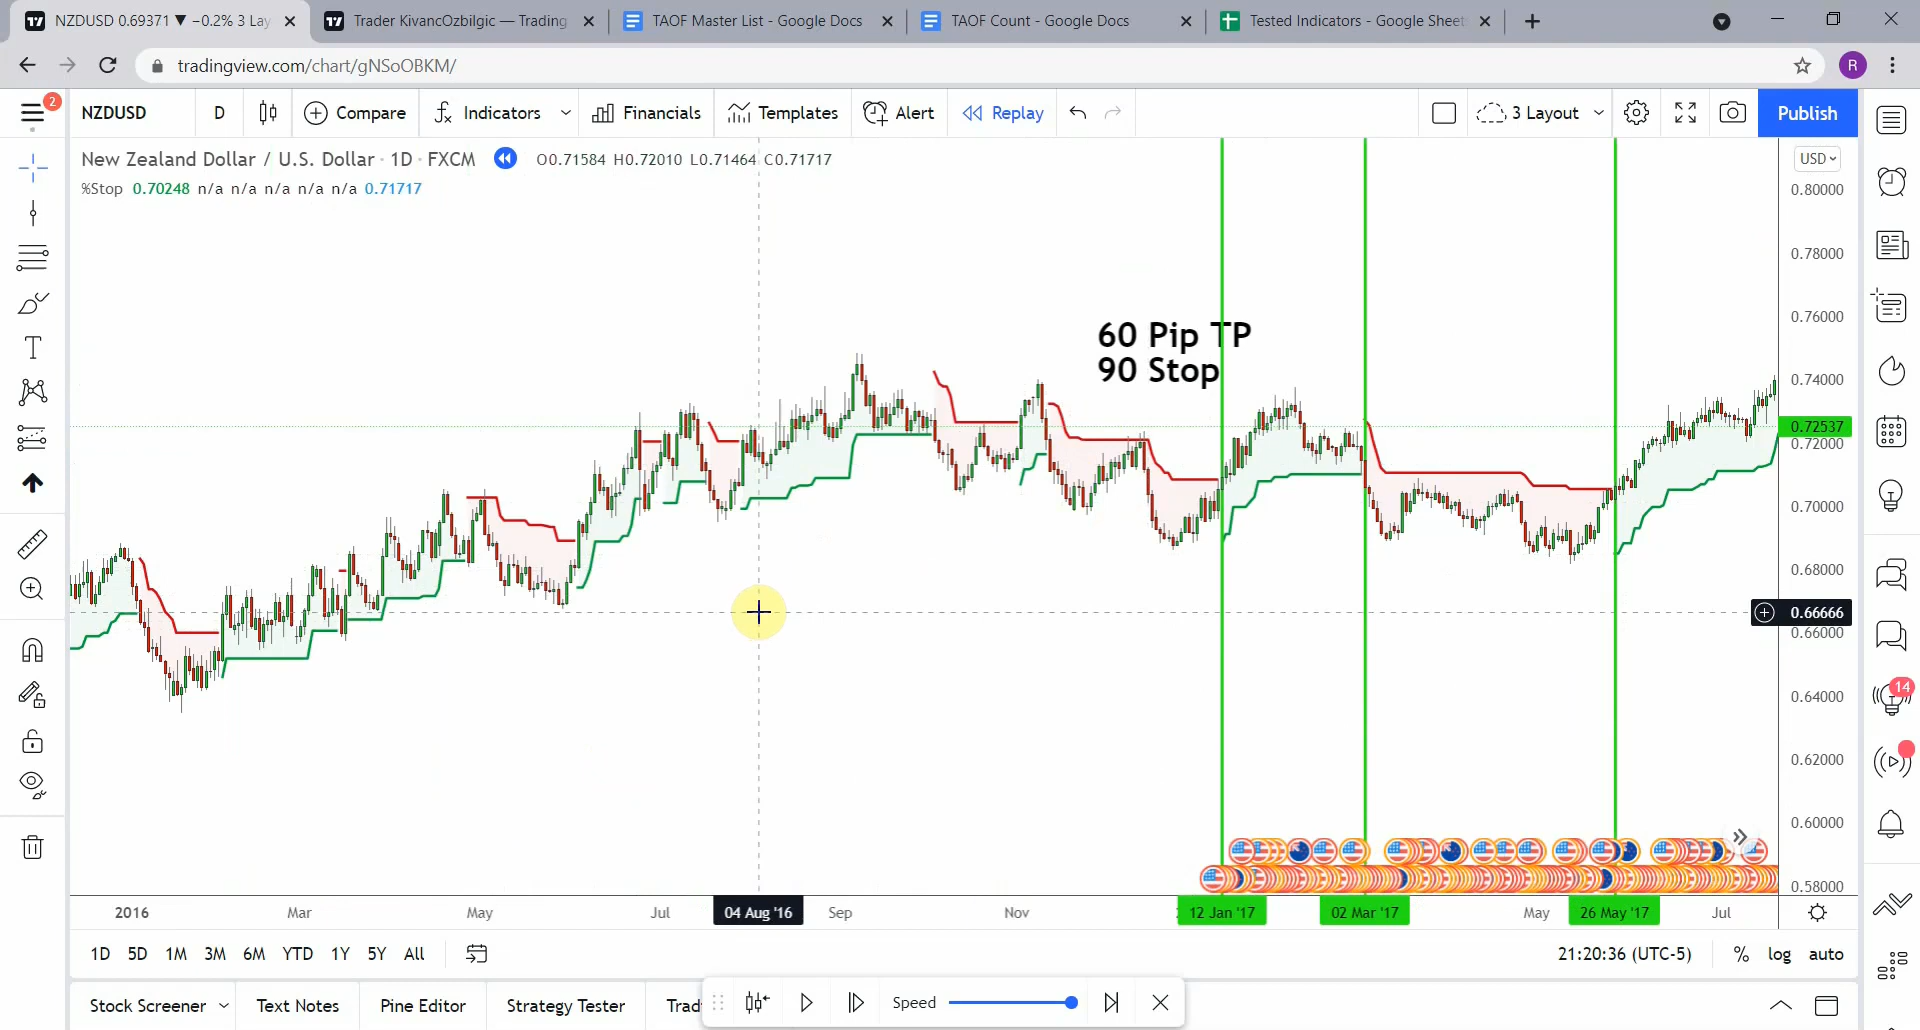 NZDUSD 0.69371 ▼ −0.2% 3 Lay
Trader KivancOzbilgic — Trading
TAOF Master List - Google Docs
TAOF Count - Google Docs
Tested Indicators - Google Sheet
tradingview.com/chart/gNSoOBKM/
R
2
NZDUSD
D
Compare
Indicators
Financials
Templates
Alert
Replay
3 Layout
Publish
New Zealand Dollar / U.S. Dollar · 1D · FXCM
O0.71584 H0.72010 L0.71464 C0.71717
USD
%Stop 0.70248 n/a n/a n/a n/a n/a 0.71717
60 Pip TP
90 Stop
0.80000
0.78000
0.76000
0.74000
0.72537
0.72000
0.70000
0.68000
0.66666
0.66000
0.64000
0.62000
0.60000
0.58000
14
2016
Mar
May
Jul
04 Aug '16
Sep
Nov
12 Jan '17
02 Mar '17
May
26 May '17
Jul
1D 5D 1M 3M 6M YTD 1Y 5Y All
21:20:36 (UTC-5)
% log auto
Stock Screener
Text Notes
Pine Editor
Strategy Tester
Trad
Speed